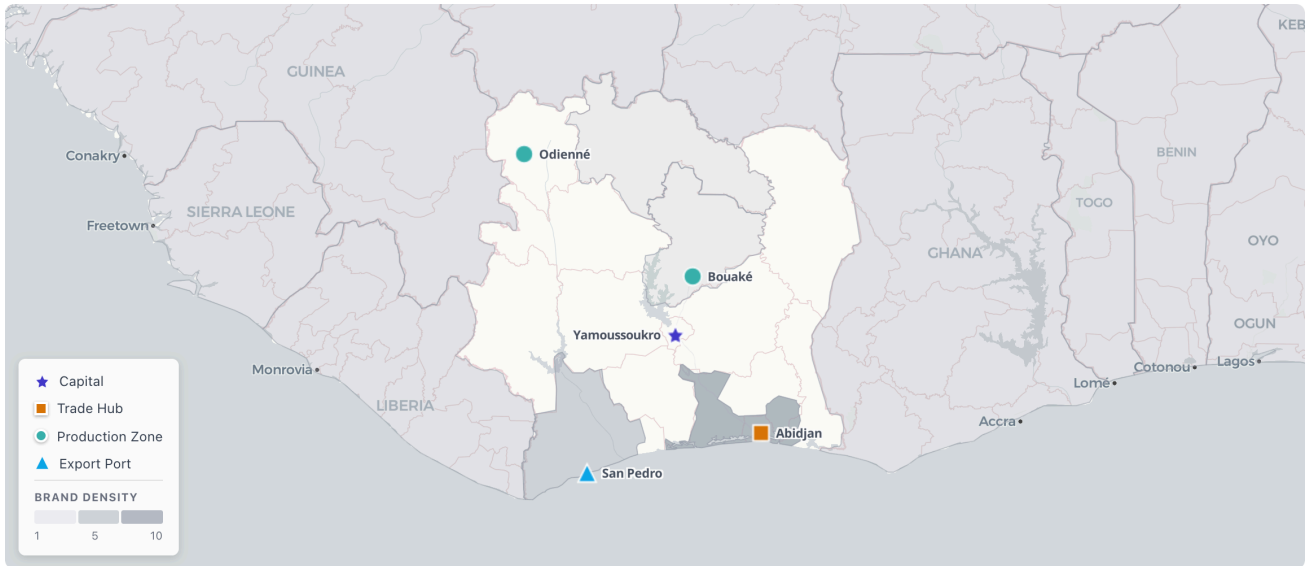 KEB
GUINEA
Conakry
Odienné
BENIN
SIERRA LEONE
TOGO
Freetown
OYO
GHANA
Bouaké
OGUN
Yamoussoukro
Monrovia
Lagos
Cotonou
Lomé
LIBERIA
Accra
Abidjan
San Pedro
Capital
Trade Hub
Production Zone
Export Port
BRAND DENSITY
1 5 10